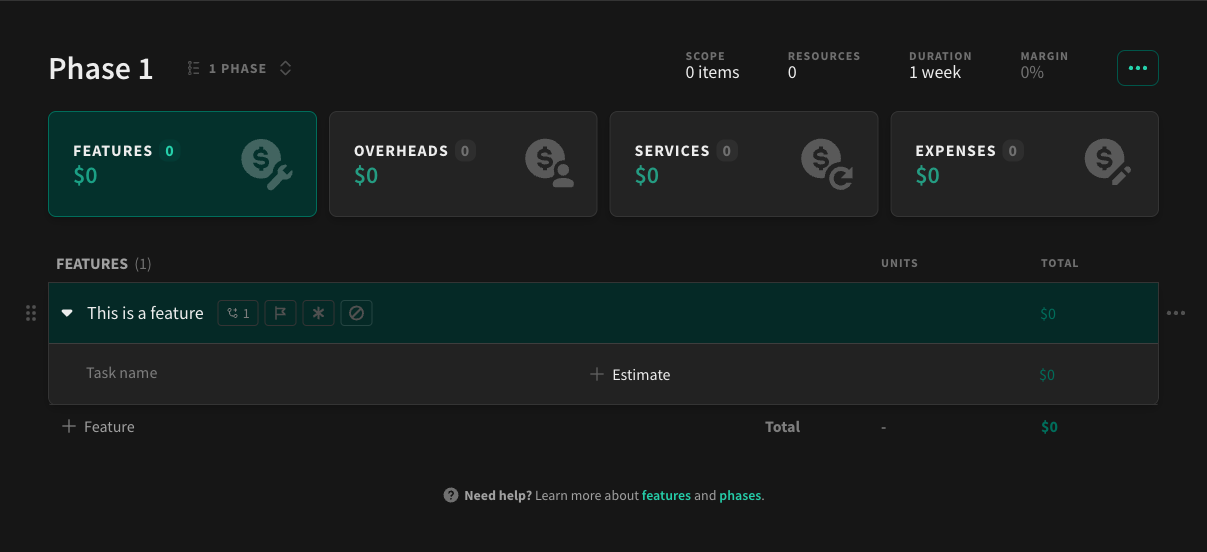 Phase 1
1 PHASE
SCOPE
0 items
RESOURCES
0
DURATION
1 week
MARGIN
0%
FEATURES 0
$0
OVERHEADS 0
$0
SERVICES 0
$0
EXPENSES 0
$0
FEATURES (1) UNITS TOTAL
This is a feature 1 $0
Task name + Estimate $0
+ Feature Total - $0
Need help? Learn more about features and phases.